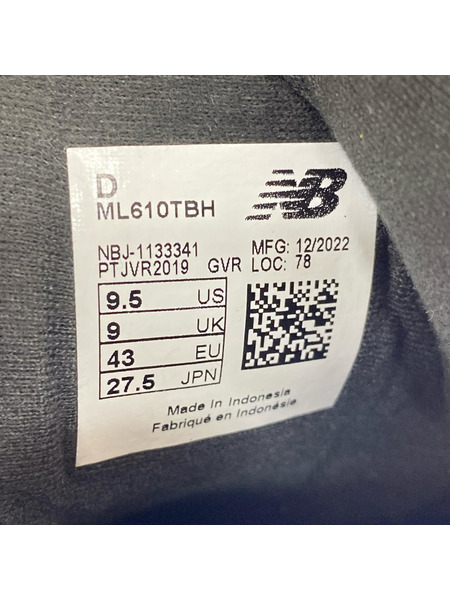 D
NB
ML610TBH
NBJ-1133341 MFG: 12/2022
PTJVR2019 GVR LOC: 78
9.5 US
9 UK
43 EU
27.5 JPN
Made In Indonesia
Fabriqué en Indonésie